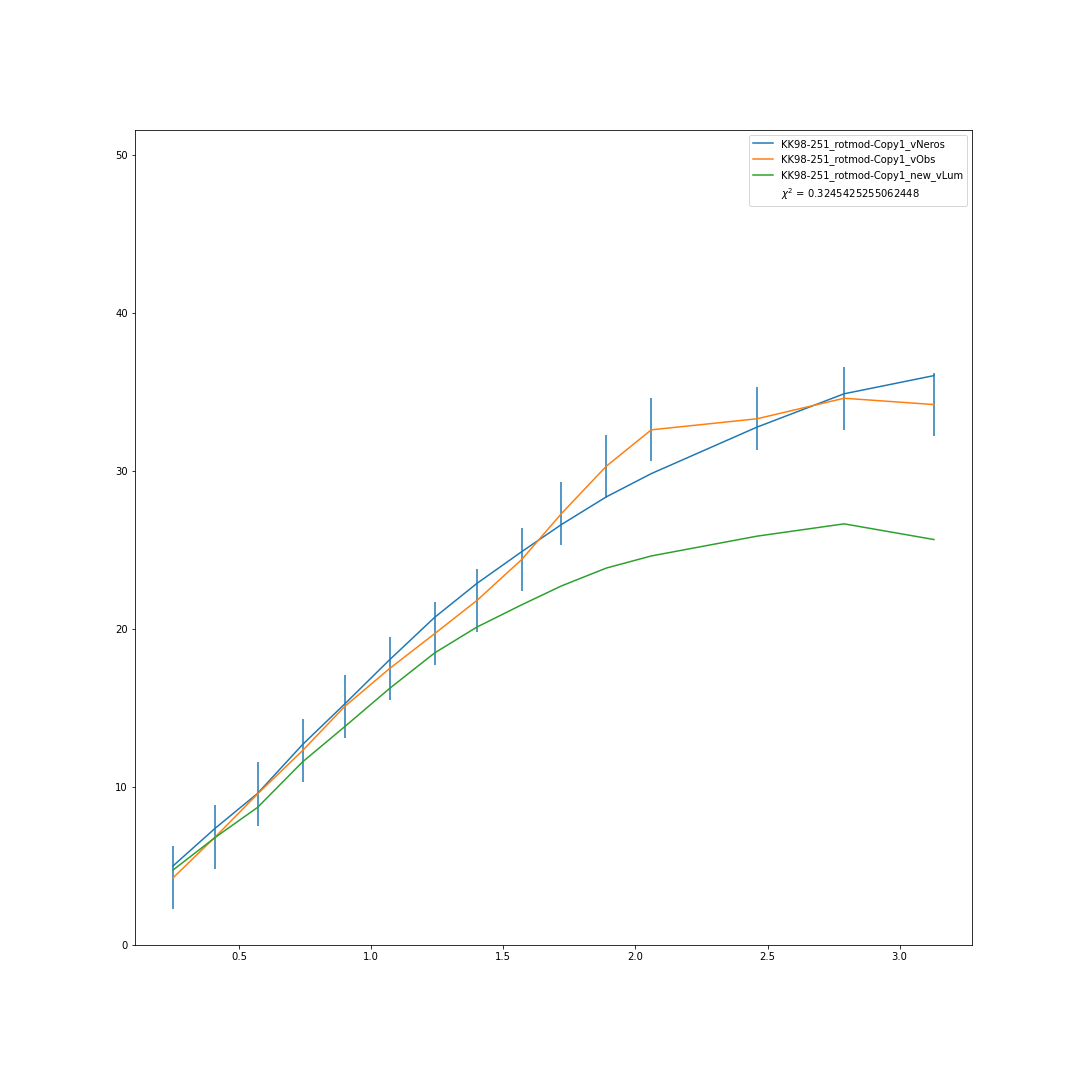 KK98-251_rotmod-Copy1_vNeros
KK98-251_rotmod-Copy1_vObs
KK98-251_rotmod-Copy1_new_vLum
χ² = 0.3245425255062448
50
40
30
20
10
0
0.5 1.0 1.5 2.0 2.5 3.0